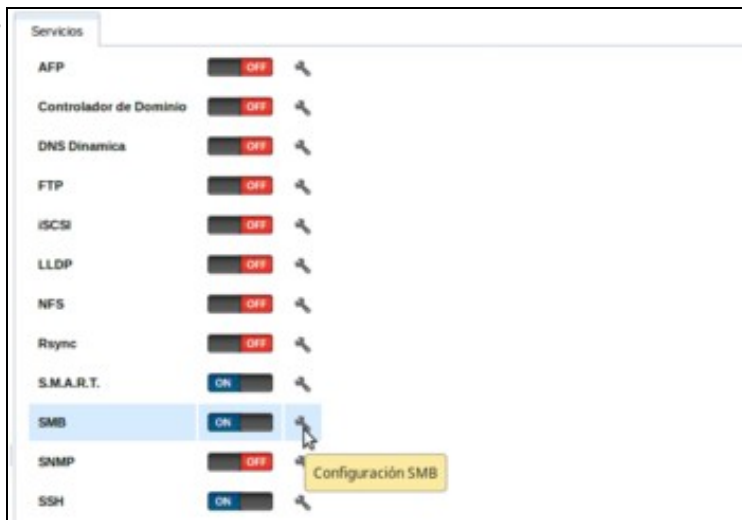 Servicios
AFP OFF
Controlador de Dominio OFF
DNS Dinamica OFF
FTP OFF
iSCSI OFF
LLDP OFF
NFS OFF
Rsync OFF
S.M.A.R.T. ON
SMB ON
SNMP OFF
Configuración SMB
SSH ON